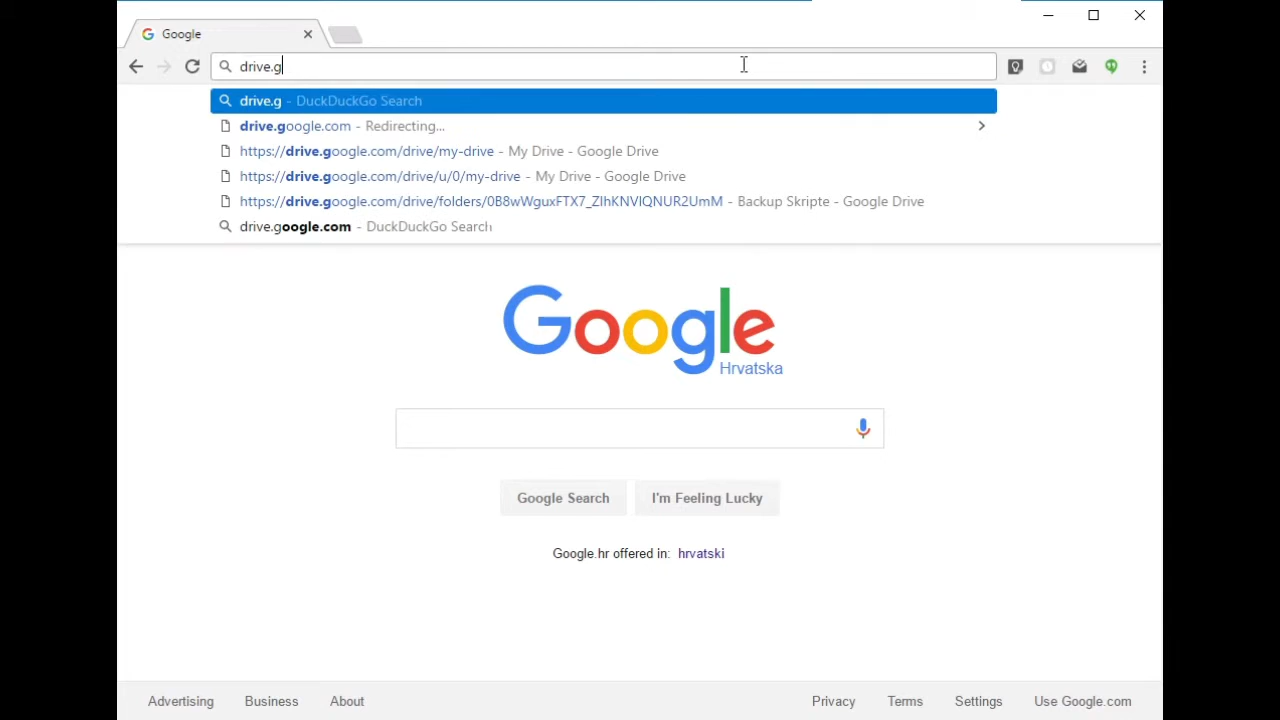 Google
drive.g
drive.g - DuckDuckGo Search
drive.google.com - Redirecting...
https://drive.google.com/drive/my-drive - My Drive - Google Drive
https://drive.google.com/drive/u/0/my-drive - My Drive - Google Drive
https://drive.google.com/drive/folders/0B8wWguxFTX7_ZlhKNVlQNUR2UmM - Backup Skripte - Google Drive
drive.google.com - DuckDuckGo Search
Google
Hrvatska
Google Search I'm Feeling Lucky
Google.hr offered in: hrvatski
Advertising Business About Privacy Terms Settings Use Google.com